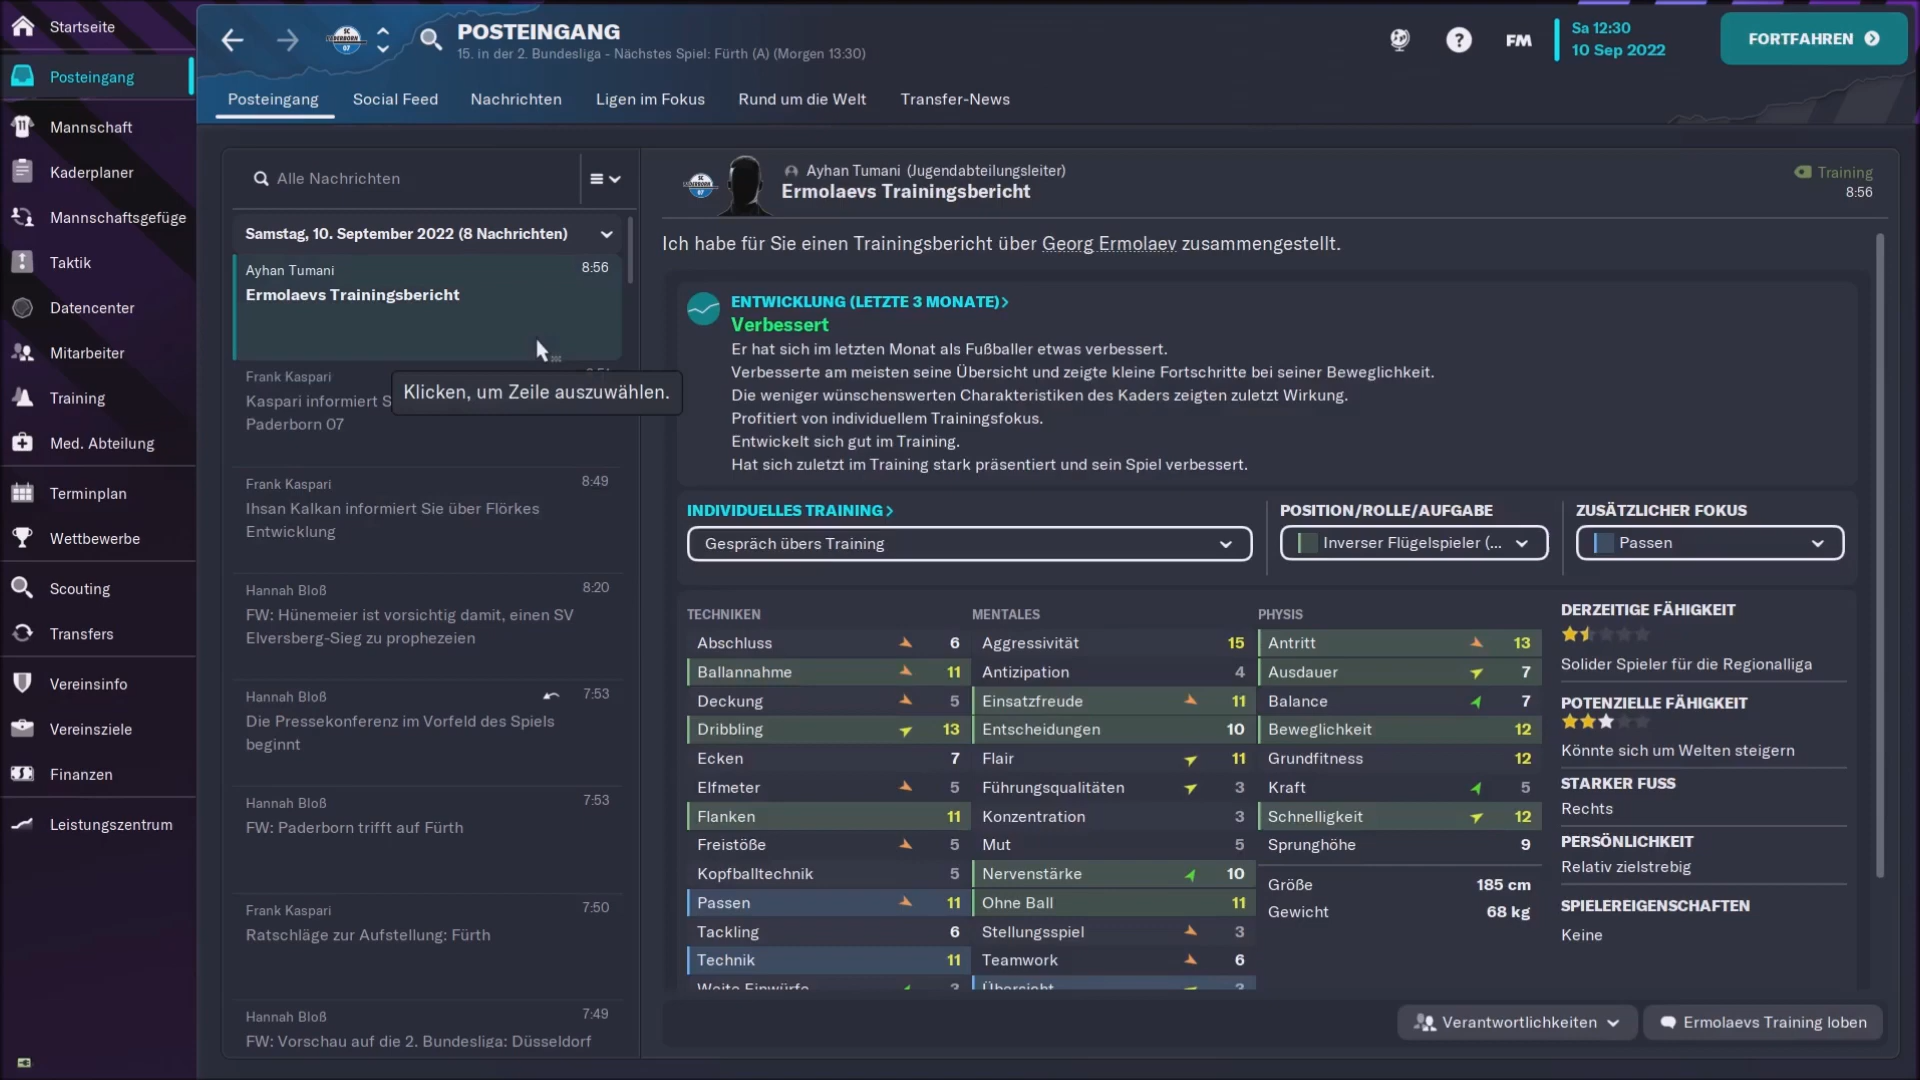 Startseite
Posteingang
Mannschaft
Kaderplaner
Mannschaftsgefüge
Taktik
Datencenter
Mitarbeiter
Training
Med. Abteilung
Terminplan
Wettbewerbe
Scouting
Transfers
Vereinsinfo
Vereinsziele
Finanzen
Leistungszentrum
POSTEINGANG
15. in der 2. Bundesliga - Nächstes Spiel: Fürth (A) (Morgen 13:30)
FM
Sa 12:30
10 Sep 2022
FORTFAHREN
Posteingang Social Feed Nachrichten Ligen im Fokus Rund um die Welt Transfer-News
Alle Nachrichten
Samstag, 10. September 2022 (8 Nachrichten)
Ayhan Tumani 8:56
Ermolaevs Trainingsbericht
Klicken, um Zeile auszuwählen.
Frank Kaspari
Kaspari informiert S
Paderborn 07
Frank Kaspari 8:49
Ihsan Kalkan informiert Sie über Flörkes
Entwicklung
Hannah Bloß 8:20
FW: Hünemeier ist vorsichtig damit, einen SV
Elversberg-Sieg zu prophezeien
Hannah Bloß 7:53
Die Pressekonferenz im Vorfeld des Spiels
beginnt
Hannah Bloß 7:53
FW: Paderborn trifft auf Fürth
Frank Kaspari 7:50
Ratschläge zur Aufstellung: Fürth
Hannah Bloß 7:49
FW: Vorschau auf die 2. Bundesliga: Düsseldorf
Ayhan Tumani (Jugendabteilungsleiter)
Ermolaevs Trainingsbericht
Training
8:56
Ich habe für Sie einen Trainingsbericht über Georg Ermolaev zusammengestellt.
ENTWICKLUNG (LETZTE 3 MONATE)
Verbessert
Er hat sich im letzten Monat als Fußballer etwas verbessert.
Verbesserte am meisten seine Übersicht und zeigte kleine Fortschritte bei seiner Beweglichkeit.
Die weniger wünschenswerten Charakteristiken des Kaders zeigten zuletzt Wirkung.
Profitiert von individuellem Trainingsfokus.
Entwickelt sich gut im Training.
Hat sich zuletzt im Training stark präsentiert und sein Spiel verbessert.
INDIVIDUELLES TRAINING
Gespräch übers Training
POSITION/ROLLE/AUFGABE
Inverser Flügelspieler (...
ZUSÄTZLICHER FOKUS
Passen
TECHNIKEN
Abschluss 6
Ballannahme 11
Deckung 5
Dribbling 13
Ecken 7
Elfmeter 5
Flanken 11
Freistöße 5
Kopfballtechnik 5
Passen 11
Tackling 6
Technik 11
Weite Einwürfe
MENTALES
Aggressivität 15
Antizipation 4
Einsatzfreude 11
Entscheidungen 10
Flair 11
Führungsqualitäten 3
Konzentration 3
Mut 5
Nervenstärke 10
Ohne Ball 11
Stellungsspiel 3
Teamwork 6
Übersicht
PHYSIS
Antritt 13
Ausdauer 7
Balance 7
Beweglichkeit 12
Grundfitness 12
Kraft 5
Schnelligkeit 12
Sprunghöhe 9
Größe 185 cm
Gewicht 68 kg
DERZEITIGE FÄHIGKEIT
Solider Spieler für die Regionalliga
POTENZIELLE FÄHIGKEIT
Könnte sich um Welten steigern
STARKER FUSS
Rechts
PERSÖNLICHKEIT
Relativ zielstrebig
SPIELEREIGENSCHAFTEN
Keine
Verantwortlichkeiten
Ermolaevs Training loben